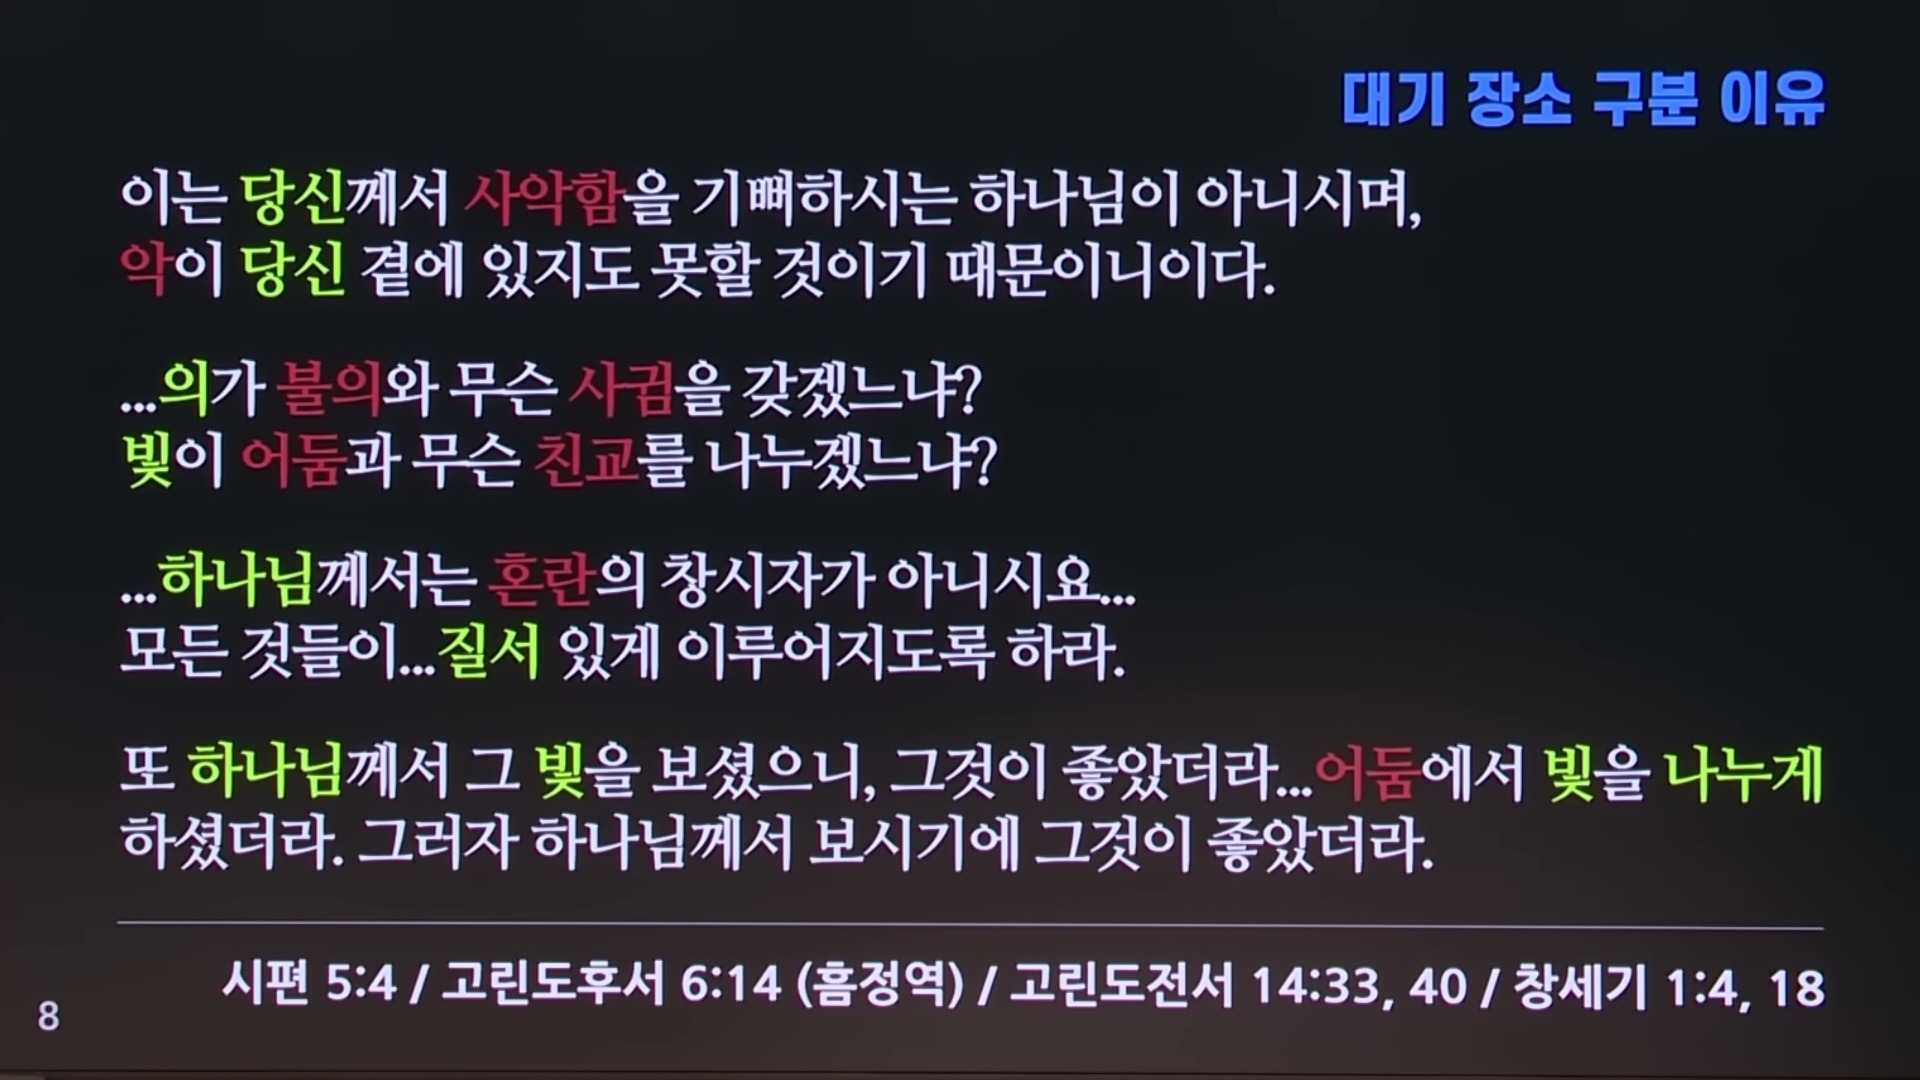 대기 장소 구분 이유
이는 당신께서 사악함을 기뻐하시는 하나님이 아니시며,
악이 당신 곁에 있지도 못할 것이기 때문이니이다.
...의가 불의와 무슨 사귐을 갖겠느냐?
빛이 어둠과 무슨 친교를 나누겠느냐?
...하나님께서는 혼란의 창시자가 아니시요...
모든 것들이...질서 있게 이루어지도록 하라.
또 하나님께서 그 빛을 보셨으니, 그것이 좋았더라...어둠에서 빛을 나누게
하셨더라. 그러자 하나님께서 보시기에 그것이 좋았더라.
시편 5:4 / 고린도후서 6:14 (흠정역) / 고린도전서 14:33, 40 / 창세기 1:4, 18
8